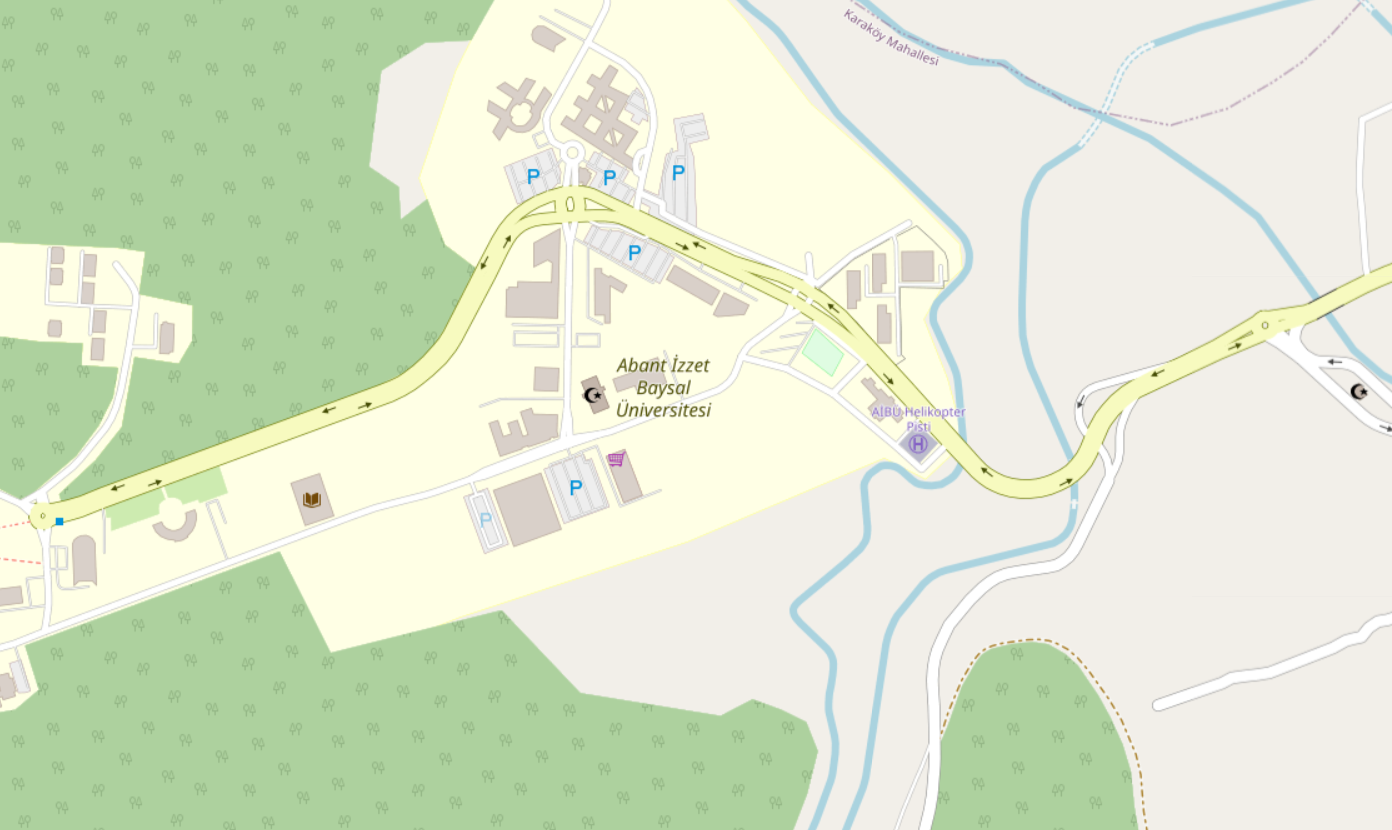 Karaköy Mahallesi
P
P
P
P
Abant İzzet
Baysal
Üniversitesi
AİBÜ Helikopter
Pisti
H
P
P